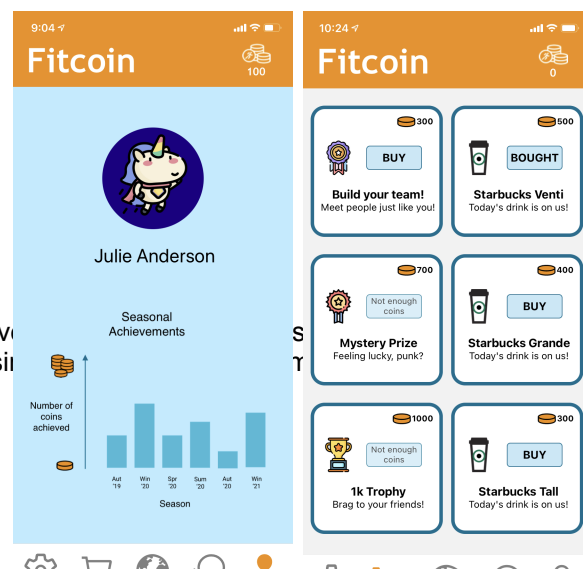 9:04
Fitcoin
100
Julie Anderson
Seasonal
Achievements
Number of
coins
achieved
Aut
'19
Win
'20
Spr
'20
Sum
'20
Aut
'20
Win
'21
Season
10:24
Fitcoin
0
300
BUY
Build your team!
Meet people just like you!
500
BOUGHT
Starbucks Venti
Today's drink is on us!
700
Not enough
coins
Mystery Prize
Feeling lucky, punk?
400
BUY
Starbucks Grande
Today's drink is on us!
1000
Not enough
coins
1k Trophy
Brag to your friends!
300
BUY
Starbucks Tall
Today's drink is on us!